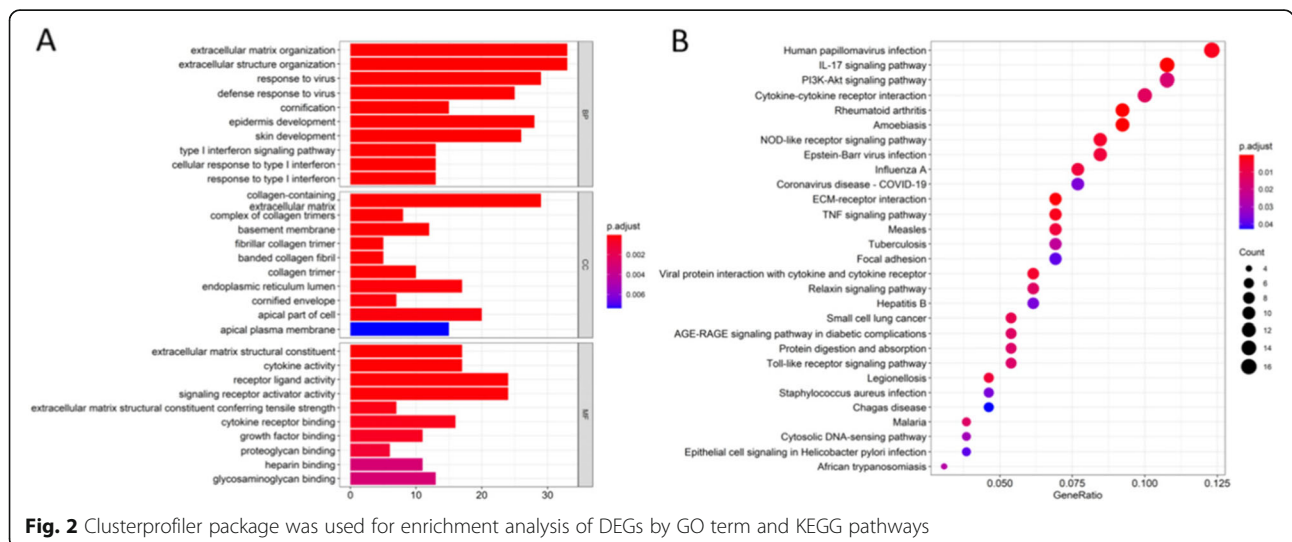 A
extracellular matrix organization
extracellular structure organization
response to virus
defense response to virus
cornification
epidermis development
skin development
type I interferon signaling pathway
cellular response to type I interferon
response to type I interferon
BP
collagen-containing
extracellular matrix
complex of collagen trimers
basement membrane
fibrillar collagen trimer
banded collagen fibril
collagen trimer
endoplasmic reticulum lumen
cornified envelope
apical part of cell
apical plasma membrane
CC
extracellular matrix structural constituent
cytokine activity
receptor ligand activity
signaling receptor activator activity
extracellular matrix structural constituent conferring tensile strength
cytokine receptor binding
growth factor binding
proteoglycan binding
heparin binding
glycosaminoglycan binding
MF
0 10 20 30
p.adjust
0.002
0.004
0.006
B
Human papillomavirus infection
IL-17 signaling pathway
PI3K-Akt signaling pathway
Cytokine-cytokine receptor interaction
Rheumatoid arthritis
Amoebiasis
NOD-like receptor signaling pathway
Epstein-Barr virus infection
Influenza A
Coronavirus disease - COVID-19
ECM-receptor interaction
TNF signaling pathway
Measles
Tuberculosis
Focal adhesion
Viral protein interaction with cytokine and cytokine receptor
Relaxin signaling pathway
Hepatitis B
Small cell lung cancer
AGE-RAGE signaling pathway in diabetic complications
Protein digestion and absorption
Toll-like receptor signaling pathway
Legionellosis
Staphylococcus aureus infection
Chagas disease
Malaria
Cytosolic DNA-sensing pathway
Epithelial cell signaling in Helicobacter pylori infection
African trypanosomiasis
0.050 0.075 0.100 0.125
GeneRatio
p.adjust
0.01
0.02
0.03
0.04
Count
4
6
8
10
12
14
16
Fig. 2 Clusterprofiler package was used for enrichment analysis of DEGs by GO term and KEGG pathways